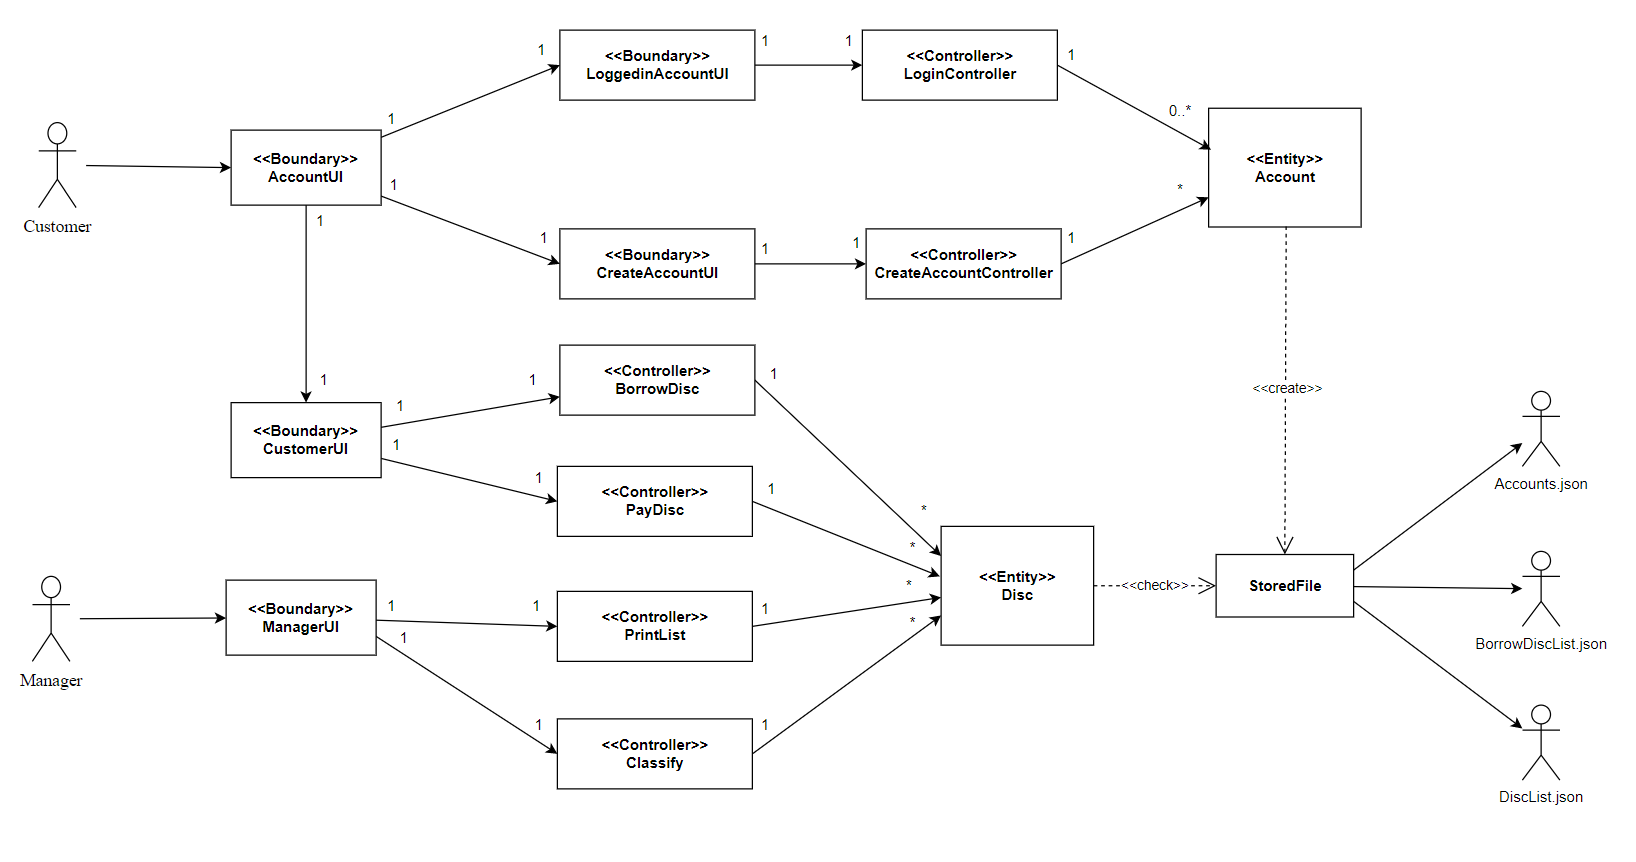 1
1
1
<<Boundary>>
LoggedinAccountUI
<<Controller>>
LoginController
1
1
0..*
<<Boundary>>
AccountUI
<<Entity>>
Account
Customer
1
1
1
*
<<Boundary>>
CreateAccountUI
1
1
<<Controller>>
CreateAccountController
1
<<create>>
1
1
1
<<Controller>>
BorrowDisc
1
<<Boundary>>
CustomerUI
1
1
<<Controller>>
PayDisc
1
*
*
Accounts.json
<<Entity>>
Disc
<<check>>
StoredFile
*
*
<<Boundary>>
ManagerUI
1
1
1
<<Controller>>
PrintList
1
BorrowDiscList.json
Manager
1
<<Controller>>
Classify
1
DiscList.json